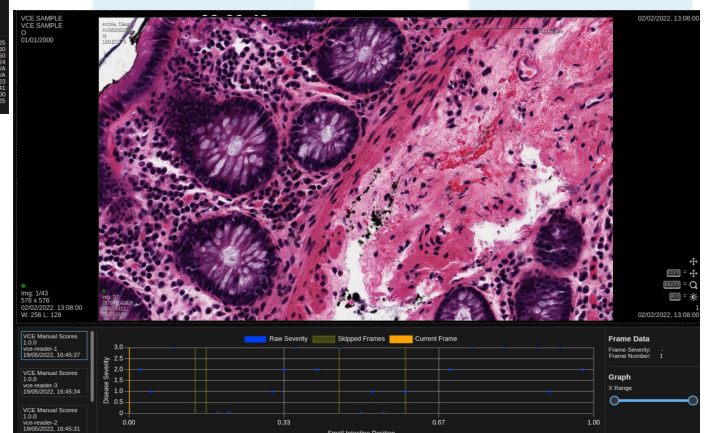 VCE SAMPLE
VCE SAMPLE
O
01/01/2000
02/02/2022, 13:08:00
M
Img: 1/43
576 x 576
02/02/2022, 13:08:00
W: 256 L: 128
1
02/02/2022, 13:08:00
VCE Manual Scores
1.0.0
vce-reader-1
19/05/2022, 16:45:37
VCE Manual Scores
1.0.0
vce-reader-3
19/05/2022, 16:45:34
VCE Manual Scores
1.0.0
vce-reader-2
19/05/2022, 16:45:31
Raw Severity
Skipped Frames
Current Frame
Disease Severity
3.0
2.5
2.0
1.5
1.0
0.5
0
0.00
0.33
0.67
1.00
Small Intestine Position
Frame Data
Frame Severity: -
Frame Number: 1
Graph
X Range